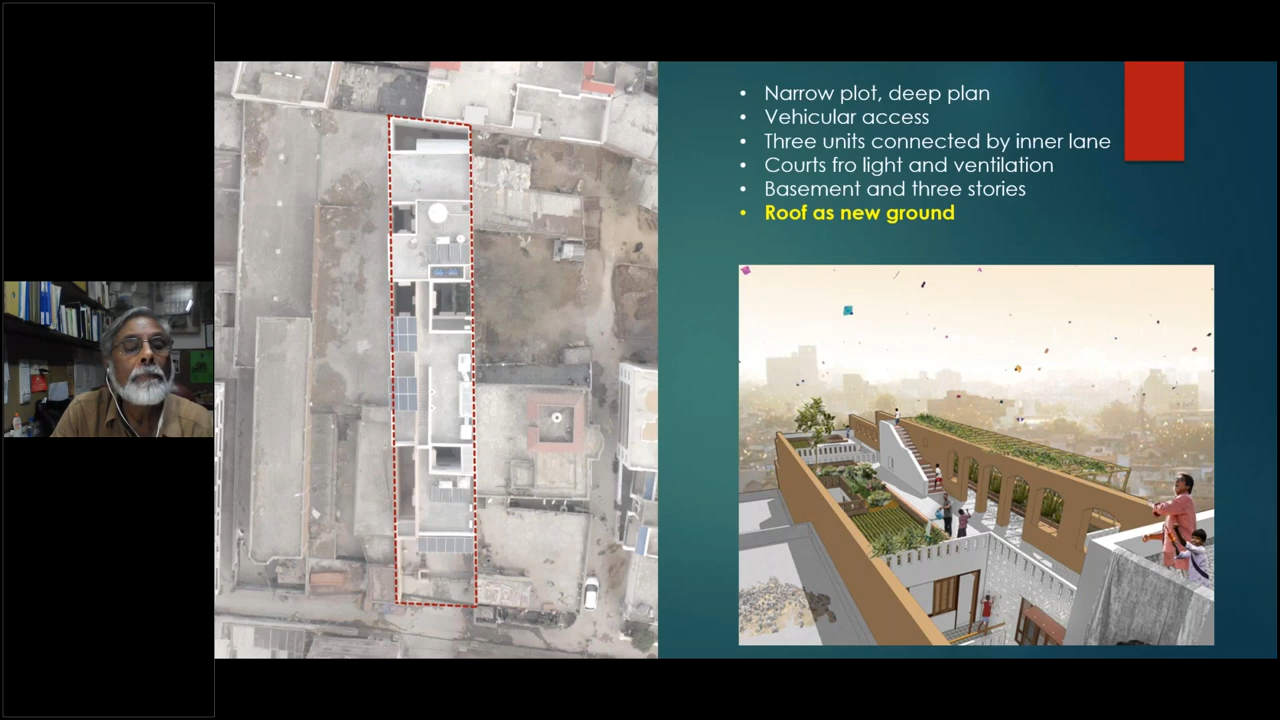 • Narrow plot, deep plan
• Vehicular access
• Three units connected by inner lane
• Courts fro light and ventilation
• Basement and three stories
• Roof as new ground